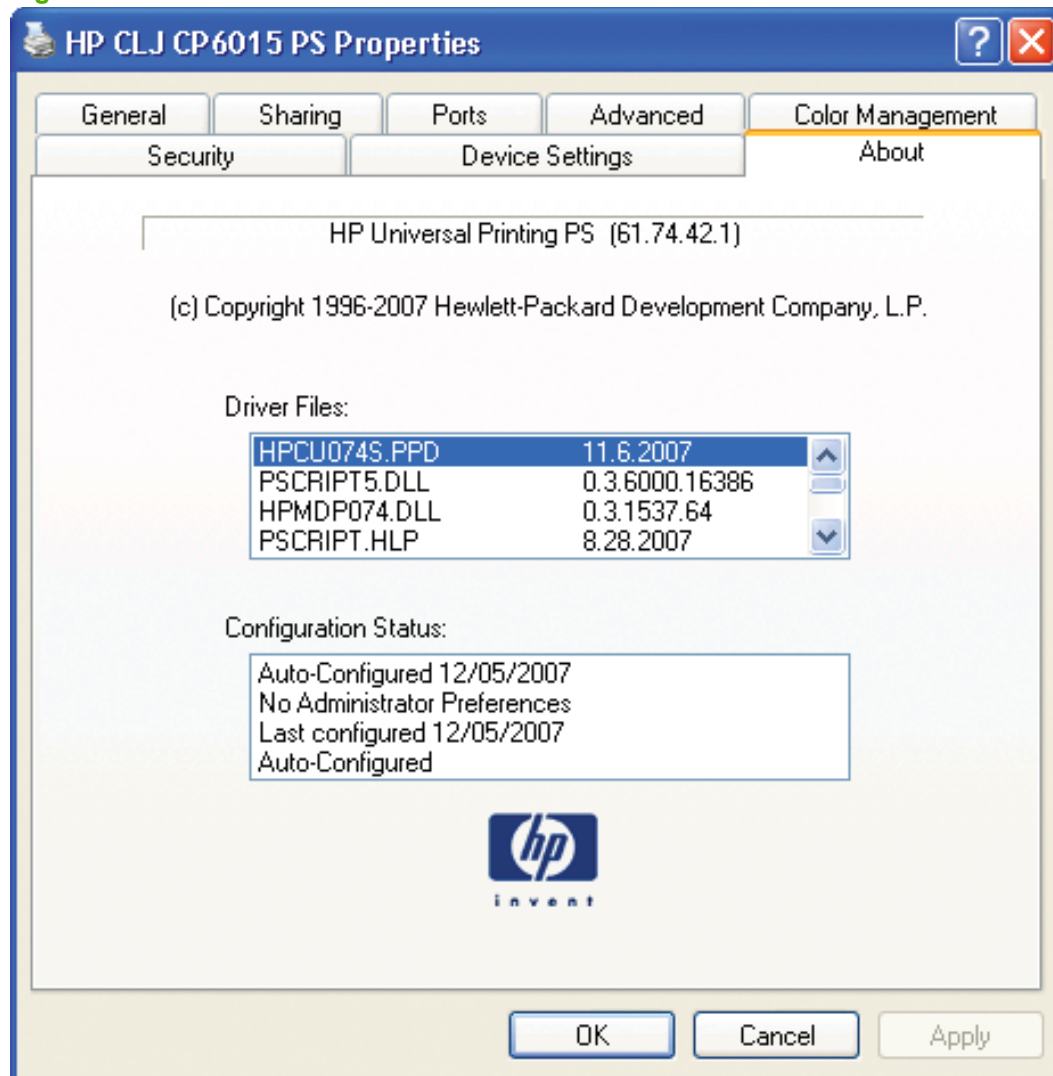 HP CLJ CP6015 PS Properties
General Sharing Ports Advanced Color Management
Security Device Settings About
HP Universal Printing PS (61.74.42.1)
(c) Copyright 1996-2007 Hewlett-Packard Development Company, L.P.
Driver Files:
HPCU074S.PPD 11.6.2007
PSCRIPT5.DLL 0.3.6000.16386
HPMDP074.DLL 0.3.1537.64
PSCRIPT.HLP 8.28.2007
Configuration Status:
Auto-Configured 12/05/2007
No Administrator Preferences
Last configured 12/05/2007
Auto-Configured
hp
invent
OK Cancel Apply